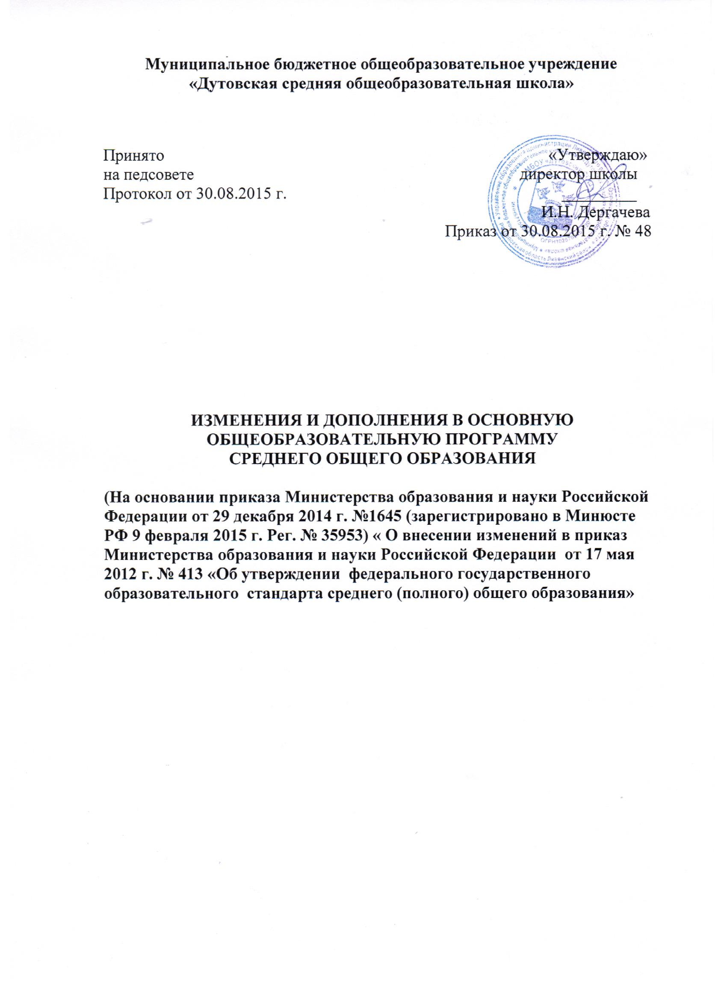 Муниципальное бюджетное общеобразовательное учреждение
«Дутовская средняя общеобразовательная школа»
Принято
на педсовете
Протокол от 30.08.2015 г.
«Утверждаю»
директор школы
И.Н. Дергачева
Приказ от 30.08.2015 г. № 48
ИЗМЕНЕНИЯ И ДОПОЛНЕНИЯ В ОСНОВНУЮ
ОБЩЕОБРАЗОВАТЕЛЬНУЮ ПРОГРАММУ
СРЕДНЕГО ОБЩЕГО ОБРАЗОВАНИЯ
(На основании приказа Министерства образования и науки Российской
Федерации от 29 декабря 2014 г. №1645 (зарегистрировано в Минюсте
РФ 9 февраля 2015 г. Рег. № 35953) « О внесении изменений в приказ
Министерства образования и науки Российской Федерации  от 17 мая
2012 г. № 413 «Об утверждении  федерального государственного
образовательного  стандарта среднего (полного) общего образования»